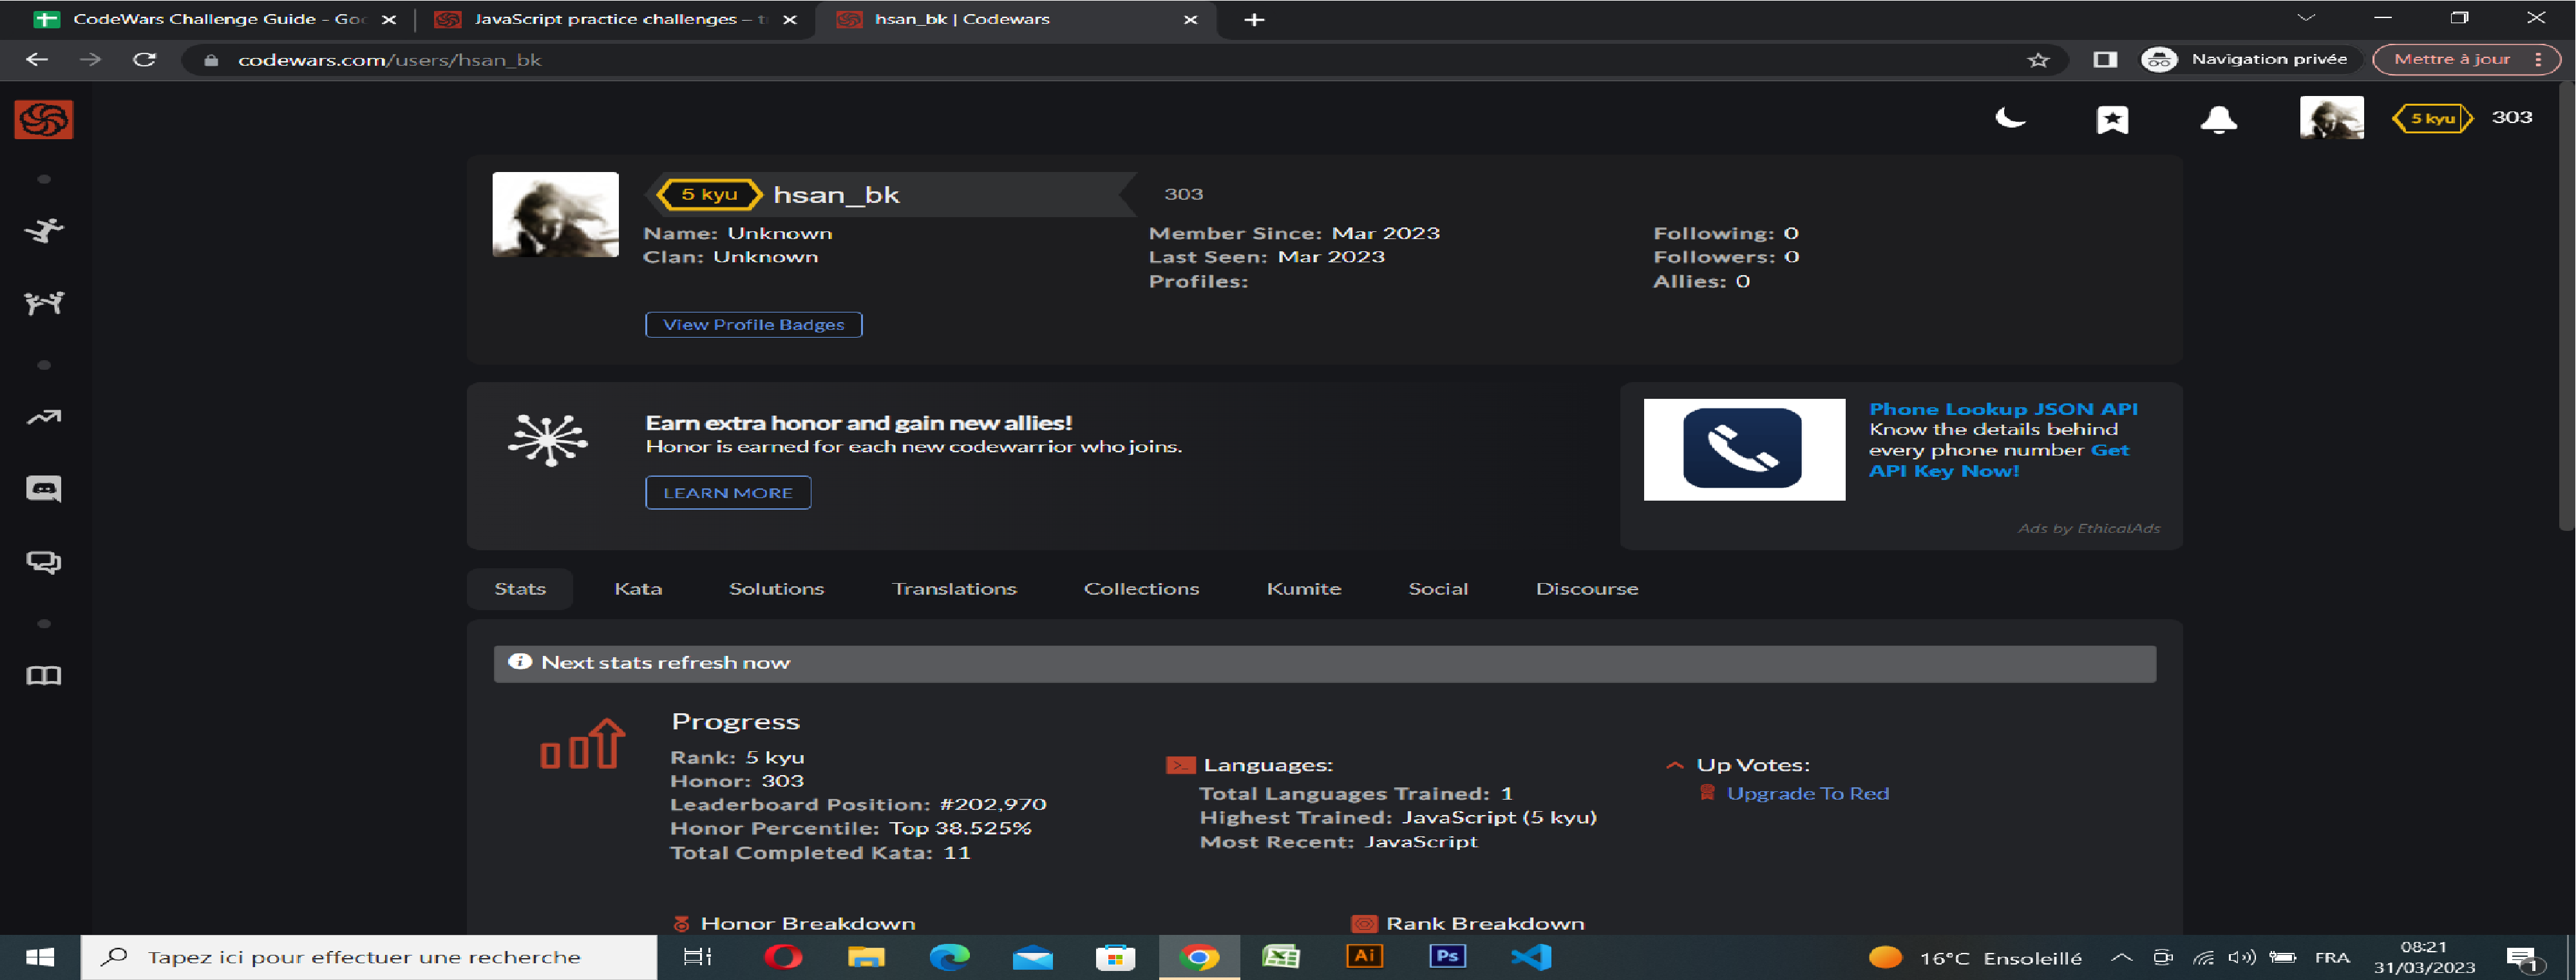 CodeWars Challenge Guide - Goo
JavaScript practice challenges – t
hsan_bk | Codewars
codewars.com/users/hsan_bk
Navigation privée
Mettre à jour
5 kyu
303
5 kyu
hsan_bk
303
Name: Unknown
Clan: Unknown
Member Since: Mar 2023
Last Seen: Mar 2023
Profiles:
Following: 0
Followers: 0
Allies: 0
View Profile Badges
Earn extra honor and gain new allies!
Honor is earned for each new codewarrior who joins.
LEARN MORE
Phone Lookup JSON API
Know the details behind
every phone number Get
API Key Now!
Ads by EthicalAds
Stats
Kata
Solutions
Translations
Collections
Kumite
Social
Discourse
Next stats refresh now
Progress
Rank: 5 kyu
Honor: 303
Leaderboard Position: #202,970
Honor Percentile: Top 38.525%
Total Completed Kata: 11
Languages:
Total Languages Trained: 1
Highest Trained: JavaScript (5 kyu)
Most Recent: JavaScript
Up Votes:
Upgrade To Red
Honor Breakdown
Rank Breakdown
Tapez ici pour effectuer une recherche
Ai
Ps
16°C Ensoleillé
FRA
08:21
31/03/2023
1